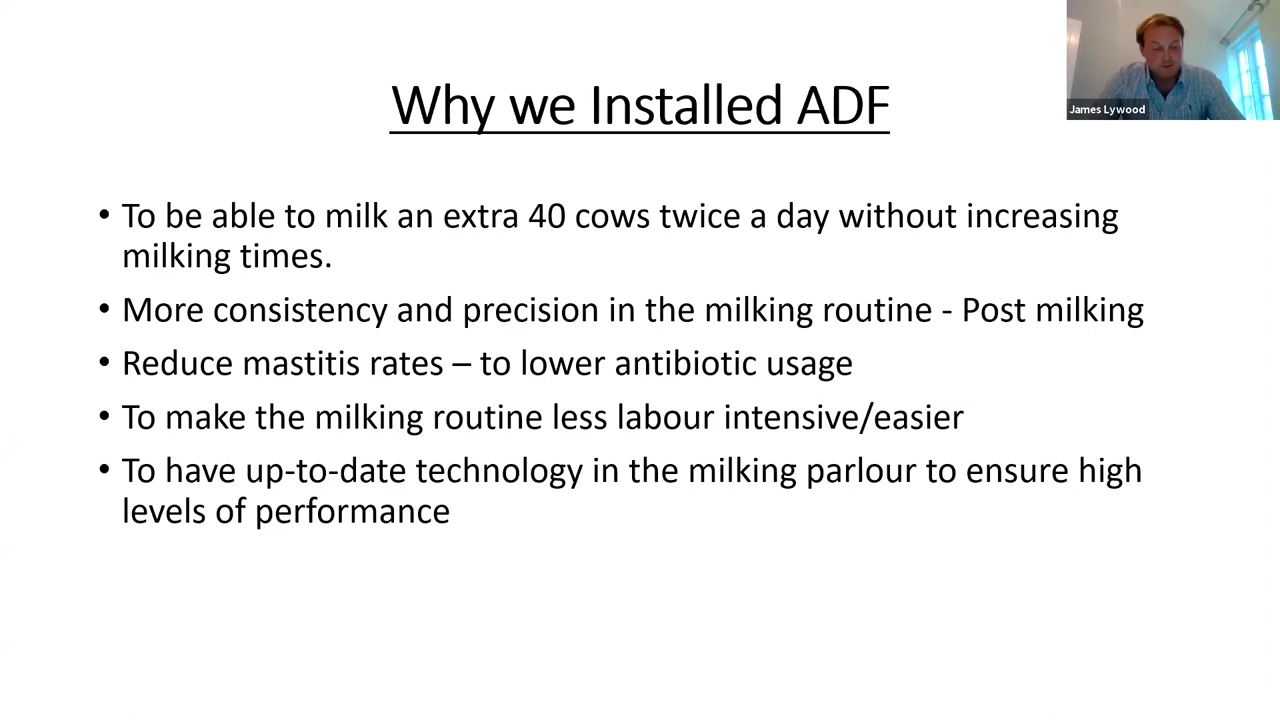 James Lywood
Why we Installed ADF
• To be able to milk an extra 40 cows twice a day without increasing
milking times.
• More consistency and precision in the milking routine - Post milking
• Reduce mastitis rates – to lower antibiotic usage
• To make the milking routine less labour intensive/easier
• To have up-to-date technology in the milking parlour to ensure high
levels of performance